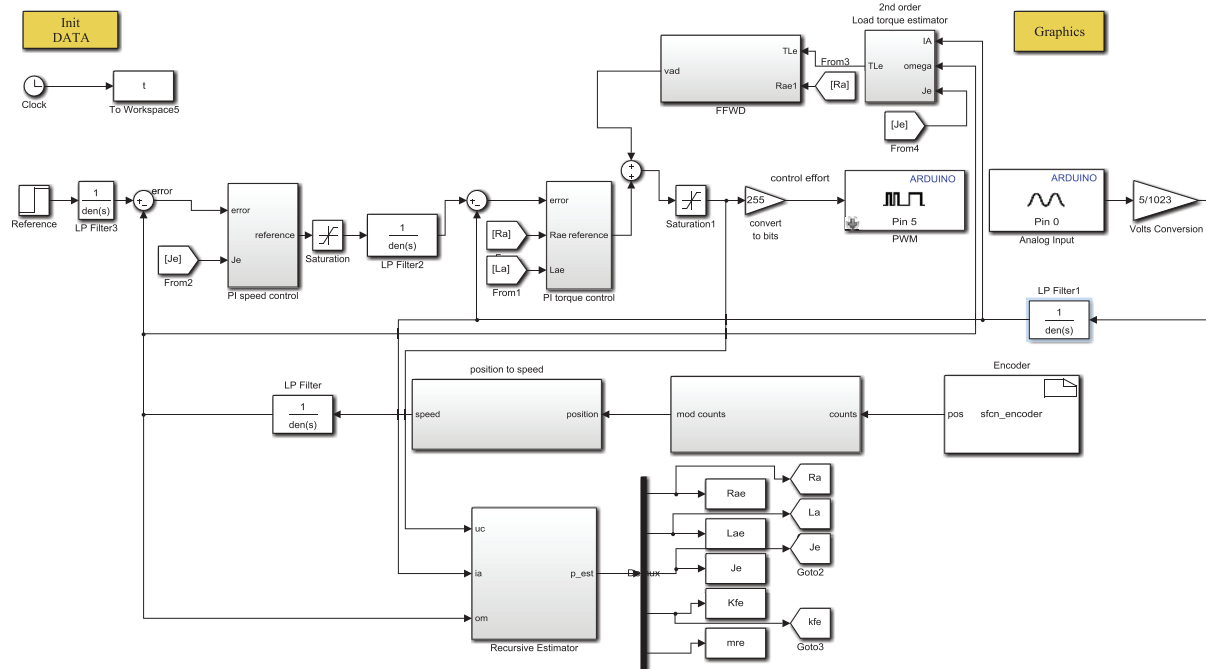 Init
DATA
2nd order
Load torque estimator
Graphics
TLe
From3
TLe
IA
omega
Je
vad
Rae1
[Ra]
FFWD
[Je]
From4
Clock
t
To Workspace5
Reference
1
den(s)
LP Filter3
+
−
error
error
reference
Je
[Je]
From2
PI speed control
Saturation
1
den(s)
LP Filter2
+
−
[Ra]
[La]
From1
error
Rae
reference
Lae
PI torque control
+
+
Saturation1
255
convert
to bits
control effort
ARDUINO
Pin 5
PWM
ARDUINO
Pin 0
Analog Input
5/1023
Volts Conversion
LP Filter1
1
den(s)
LP Filter
1
den(s)
position to speed
speed
position
mod counts
counts
Encoder
pos
sfcn_encoder
uc
ia
om
p_est
Recursive Estimator
Rae
Ra
Lae
La
Je
Je
Goto2
Kfe
kfe
Goto3
mre